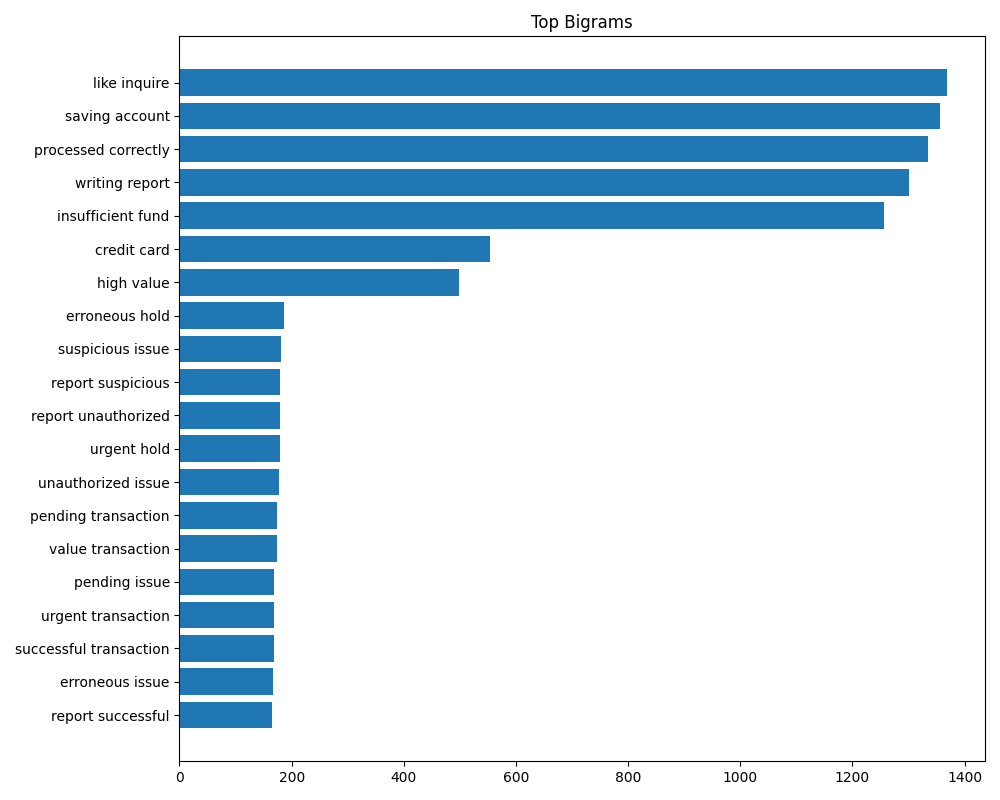 Top Bigrams
like inquire
saving account
processed correctly
writing report
insufficient fund
credit card
high value
erroneous hold
suspicious issue
report suspicious
report unauthorized
urgent hold
unauthorized issue
pending transaction
value transaction
pending issue
urgent transaction
successful transaction
erroneous issue
report successful
0 200 400 600 800 1000 1200 1400